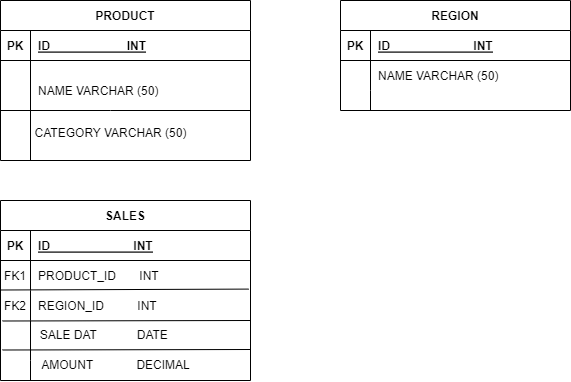 PRODUCT
PK ID INT
NAME VARCHAR (50)
CATEGORY VARCHAR (50)
REGION
PK ID INT
NAME VARCHAR (50)
SALES
PK ID INT
FK1 PRODUCT_ID INT
FK2 REGION_ID INT
SALE DAT DATE
AMOUNT DECIMAL